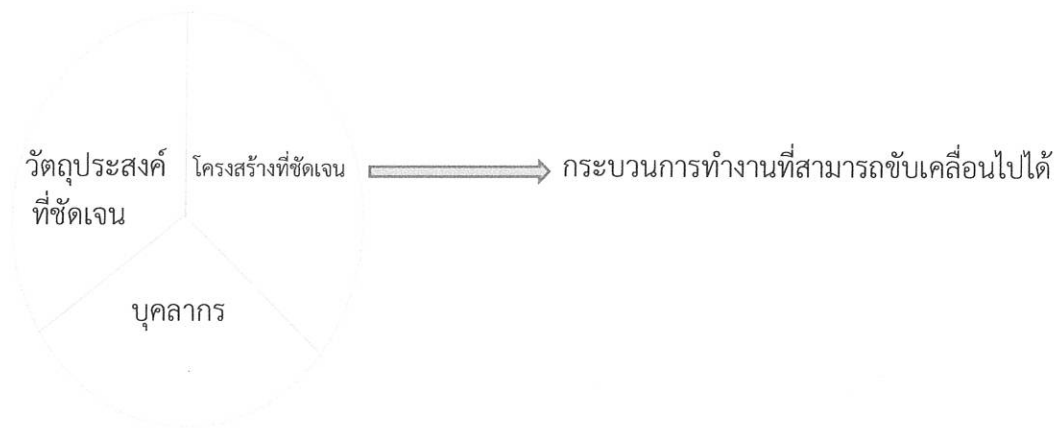 วัตถุประสงค์
ที่ชัดเจน
โครงสร้างที่ชัดเจน
กระบวนการทำงานที่สามารถขับเคลื่อนไปได้
บุคลากร